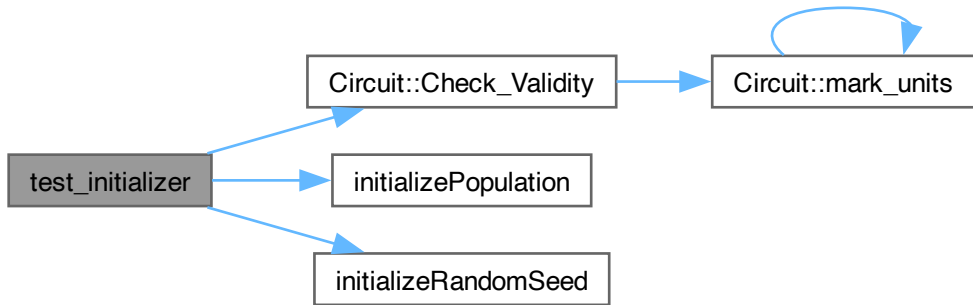 test_initializer
Circuit::Check_Validity
Circuit::mark_units
initializePopulation
initializeRandomSeed